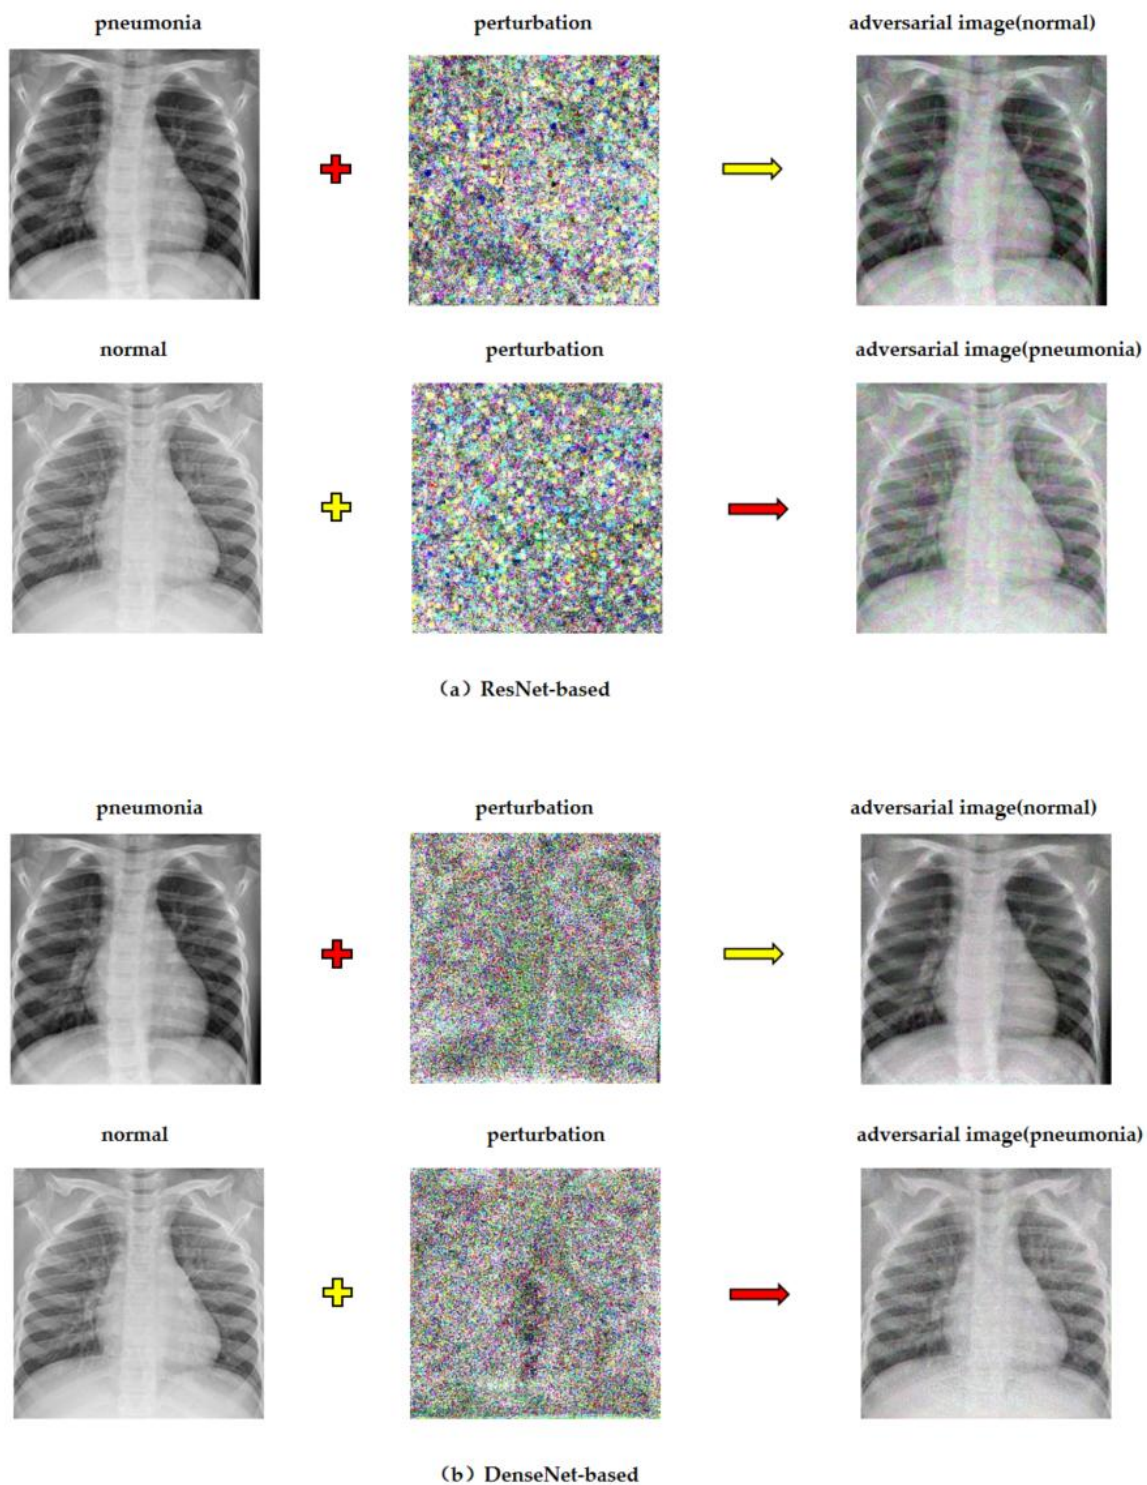 pneumonia perturbation adversarial image(normal)
normal perturbation adversarial image(pneumonia)
（a）ResNet-based
pneumonia perturbation adversarial image(normal)
normal perturbation adversarial image(pneumonia)
（b）DenseNet-based